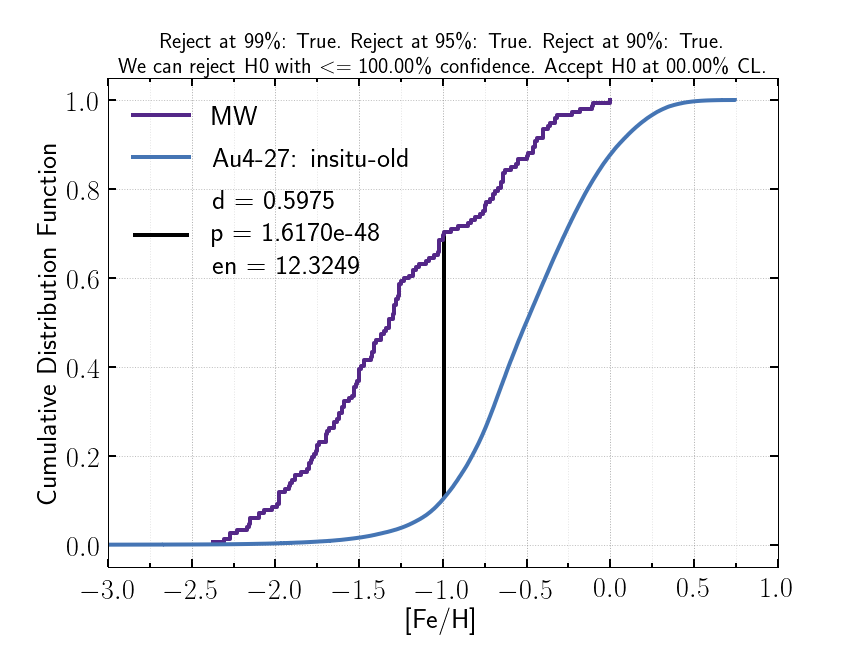 Reject at 99%: True. Reject at 95%: True. Reject at 90%: True.
We can reject H0 with <= 100.00% confidence. Accept H0 at 00.00% CL.
MW
Au4-27: insitu-old
d = 0.5975
p = 1.6170e-48
en = 12.3249
Cumulative Distribution Function
1.0
0.8
0.6
0.4
0.2
0.0
−3.0 −2.5 −2.0 −1.5 −1.0 −0.5 0.0 0.5 1.0
[Fe/H]